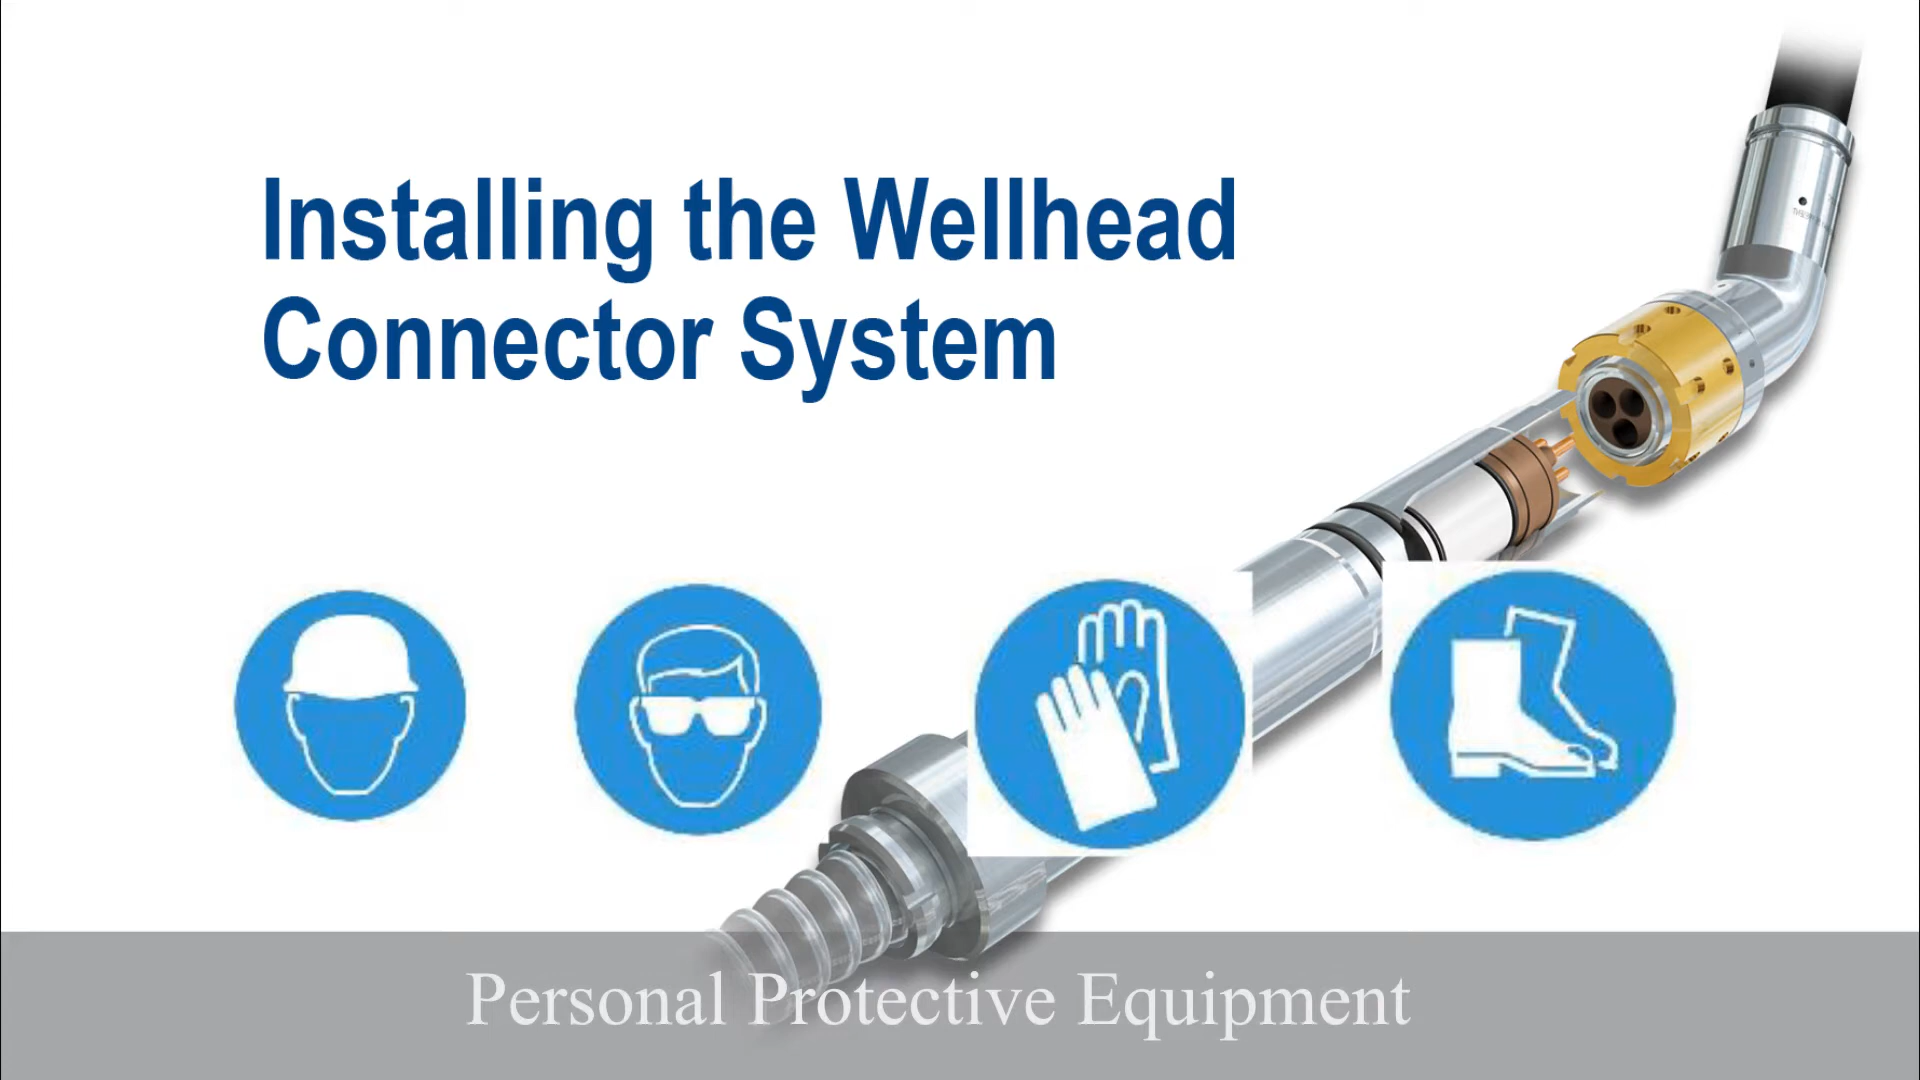 Installing the Wellhead
Connector System
Personal Protective Equipment